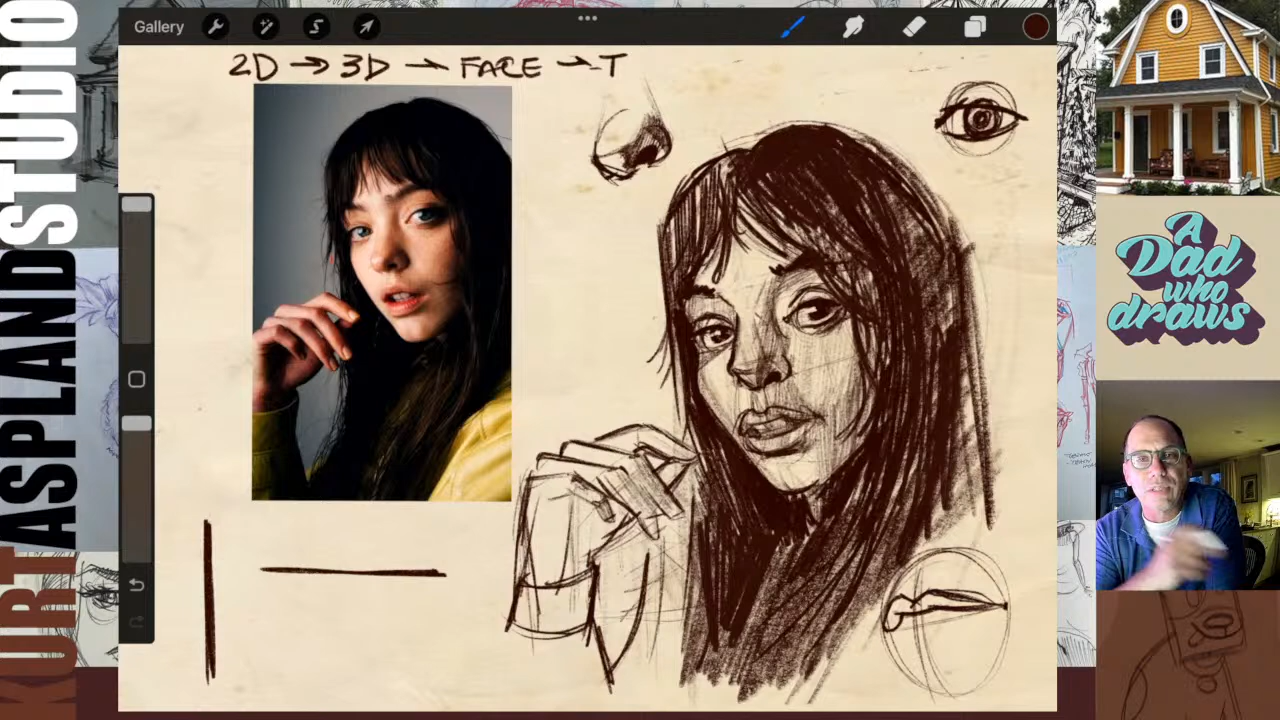 Gallery
2D → 3D → FACE → T
KURT ASPLAND STUDIO
A
Dad
who
draws